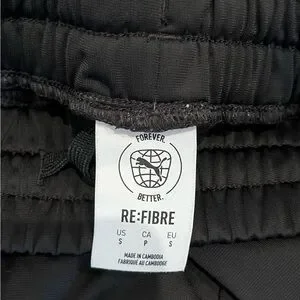 FOREVER.
BETTER.
RE:FIBRE
US CA EU
S P S
MADE IN CAMBODIA
FABRIQUÉ AU CAMBODGE